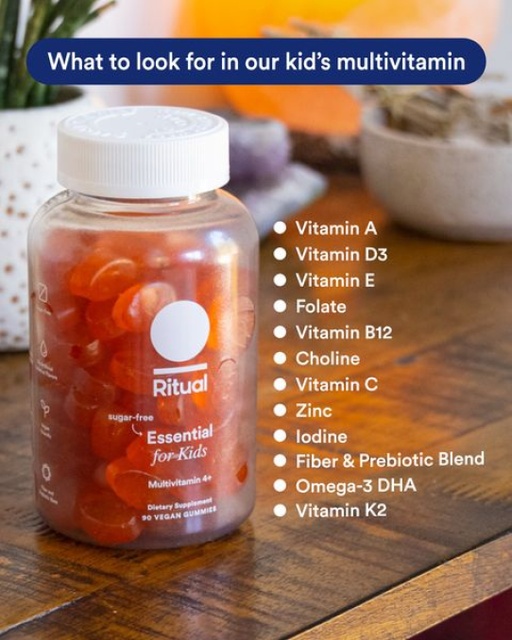 What to look for in our kid's multivitamin
Ritual
sugar-free
Essential
for Kids
Multivitamin 4+
Dietary Supplement
90 VEGAN GUMMIES
Vitamin A
Vitamin D3
Vitamin E
Folate
Vitamin B12
Choline
Vitamin C
Zinc
Iodine
Fiber & Prebiotic Blend
Omega-3 DHA
Vitamin K2